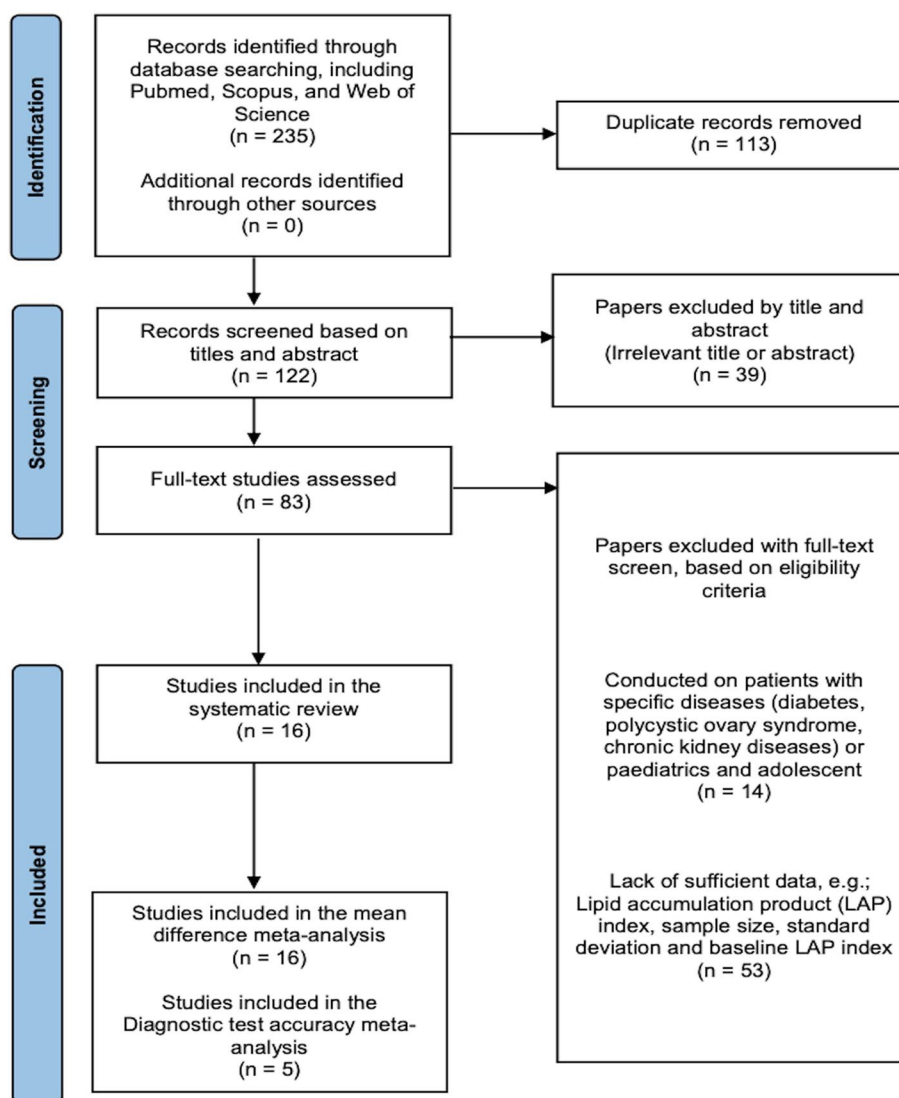 Identification
Records identified through
database searching, including
Pubmed, Scopus, and Web of
Science
(n = 235)
Additional records identified
through other sources
(n = 0)
Duplicate records removed
(n = 113)
Screening
Records screened based on
titles and abstract
(n = 122)
Papers excluded by title and
abstract
(Irrelevant title or abstract)
(n = 39)
Full-text studies assessed
(n = 83)
Papers excluded with full-text
screen, based on eligibility
criteria
Conducted on patients with
specific diseases (diabetes,
polycystic ovary syndrome,
chronic kidney diseases) or
paediatrics and adolescent
(n = 14)
Lack of sufficient data, e.g.;
Lipid accumulation product (LAP)
index, sample size, standard
deviation and baseline LAP index
(n = 53)
Included
Studies included in the
systematic review
(n = 16)
Studies included in the mean
difference meta-analysis
(n = 16)
Studies included in the
Diagnostic test accuracy meta-
analysis
(n = 5)